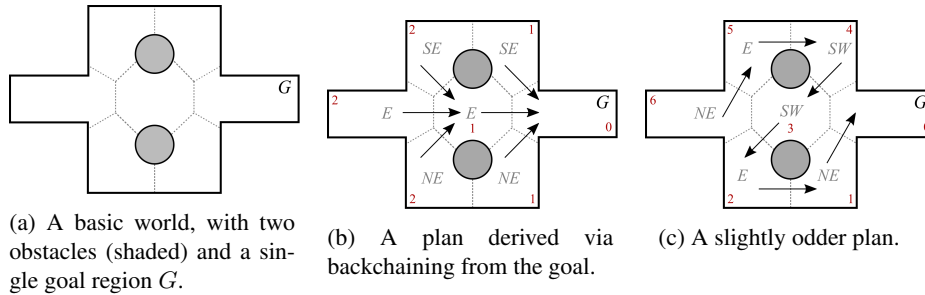 G
(a) A basic world, with two
obstacles (shaded) and a sin-
gle goal region G.
2 1
SE SE
2 G
E E
1 0
NE NE
2 1
(b) A plan derived via
backchaining from the goal.
5 4
E SW
6 G
NE SW
3
E NE
2 1
(c) A slightly odder plan.